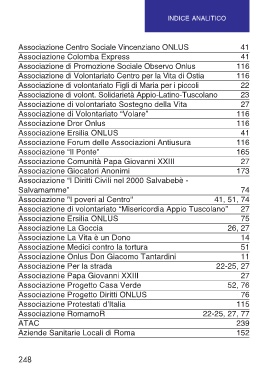 INDICE ANALITICO
Associazione Centro Sociale Vincenziano ONLUS 41
Associazione Colomba Express 41
Associazione di Promozione Sociale Observo Onlus 116
Associazione di Volontariato Centro per la Vita di Ostia 116
Associazione di volontariato Figli di Maria per i piccoli 22
Associazione di volont. Solidarietà Appio-Latino-Tuscolano 23
Associazione di volontariato Sostegno della Vita 27
Associazione di Volontariato "Volare" 116
Associazione Dror Onlus 116
Associazione Ersilia ONLUS 41
Associazione Forum delle Associazioni Antiusura 116
Associazione "Il Ponte" 165
Associazione Comunità Papa Giovanni XXIII 27
Associazione Giocatori Anonimi 173
Associazione "I Diritti Civili nel 2000 Salvabebè -
Salvamamme" 74
Associazione "I poveri al Centro" 41, 51, 74
Associazione di volontariato "Misericordia Appio Tuscolano" 27
Associazione Ersilia ONLUS 75
Associazione La Goccia 26, 27
Associazione La Vita è un Dono 14
Associazione Medici contro la tortura 51
Associazione Onlus Don Giacomo Tantardini 11
Associazione Per la strada 22-25, 27
Associazione Papa Giovanni XXIII 27
Associazione Progetto Casa Verde 52, 76
Associazione Progetto Diritti ONLUS 76
Associazione Protestati d'Italia 115
Associazione RomamoR 22-25, 27, 77
ATAC 239
Aziende Sanitarie Locali di Roma 152
248